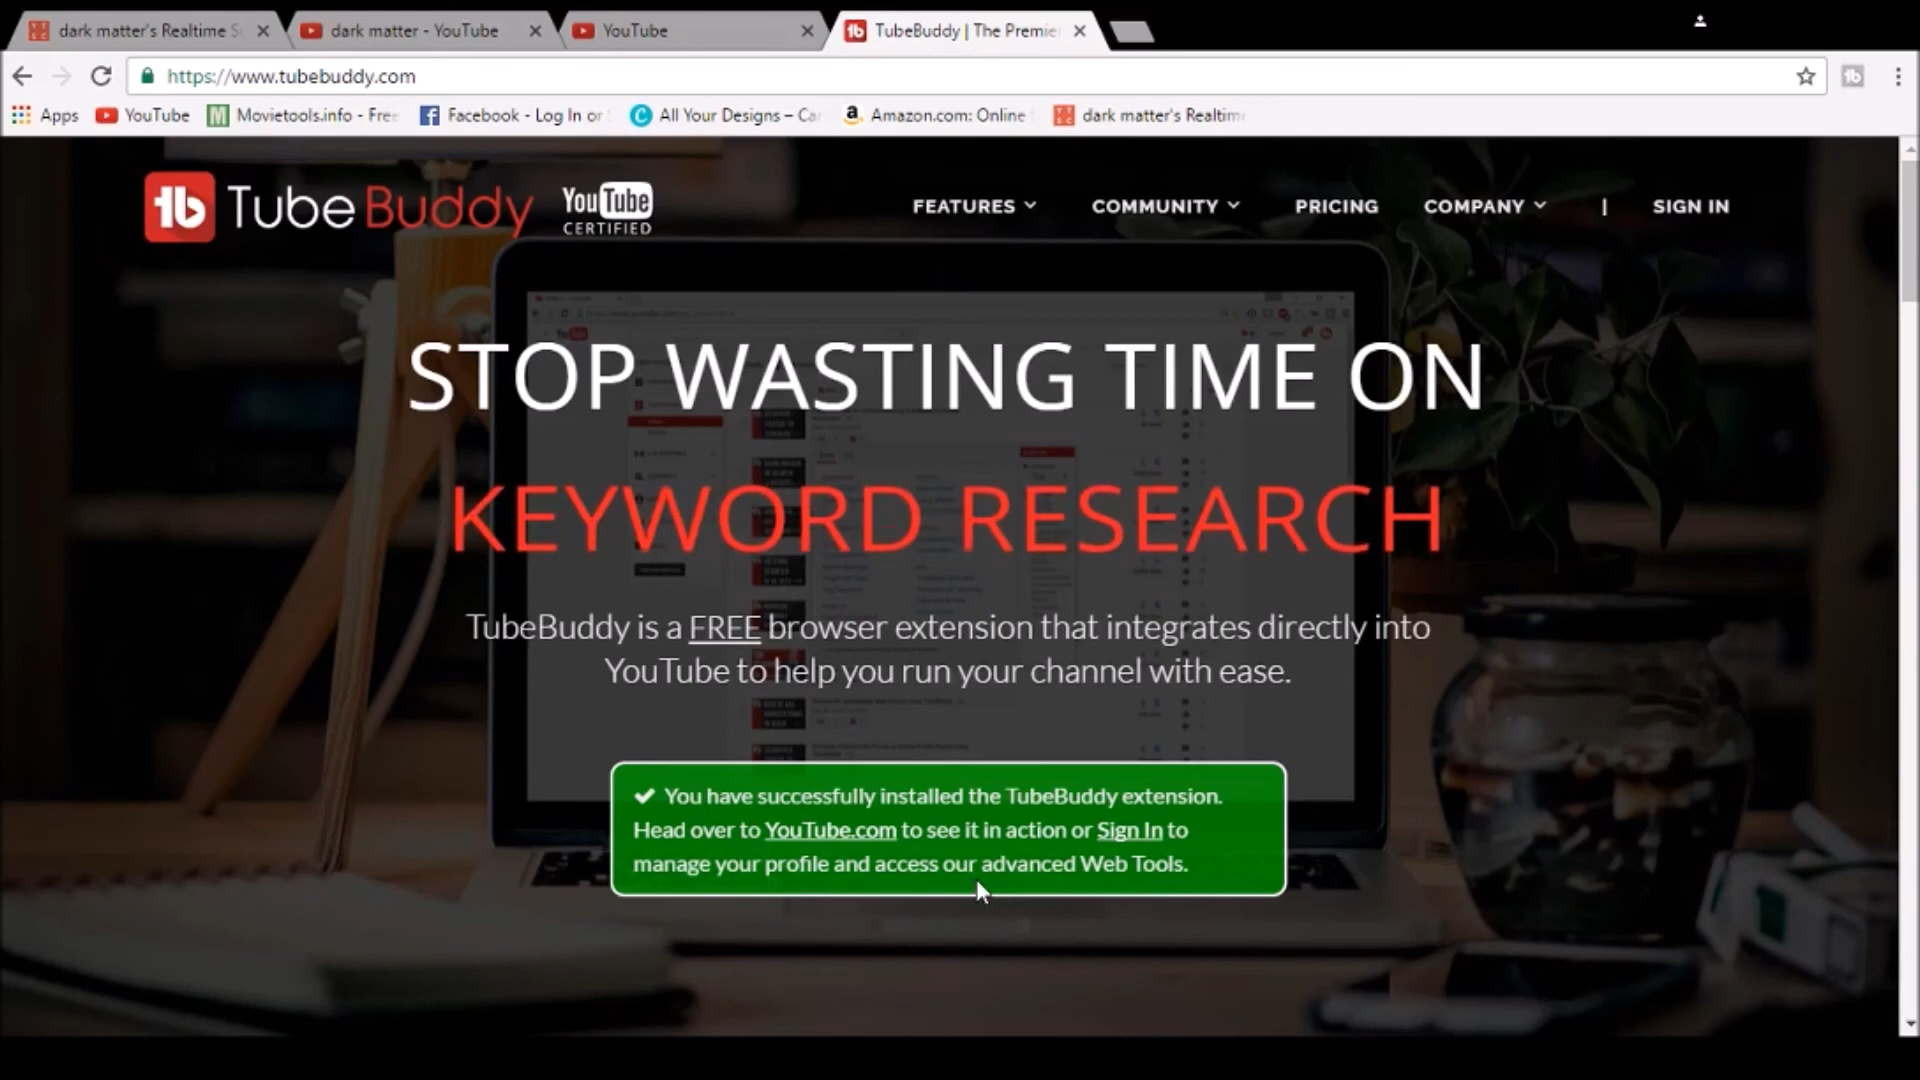 dark matter's Realtime
dark matter - YouTube
YouTube
TubeBuddy | The Premie
https://www.tubebuddy.com
Apps
YouTube
Movietools.info - Free
Facebook - Log In or
All Your Designs – Ca
Amazon.com: Online
dark matter's Realtim
TubeBuddy
YouTube
CERTIFIED
FEATURES
COMMUNITY
PRICING
COMPANY
|
SIGN IN
STOP WASTING TIME ON
KEYWORD RESEARCH
TubeBuddy is a FREE browser extension that integrates directly into
YouTube to help you run your channel with ease.
You have successfully installed the TubeBuddy extension.
Head over to YouTube.com to see it in action or Sign In to
manage your profile and access our advanced Web Tools.